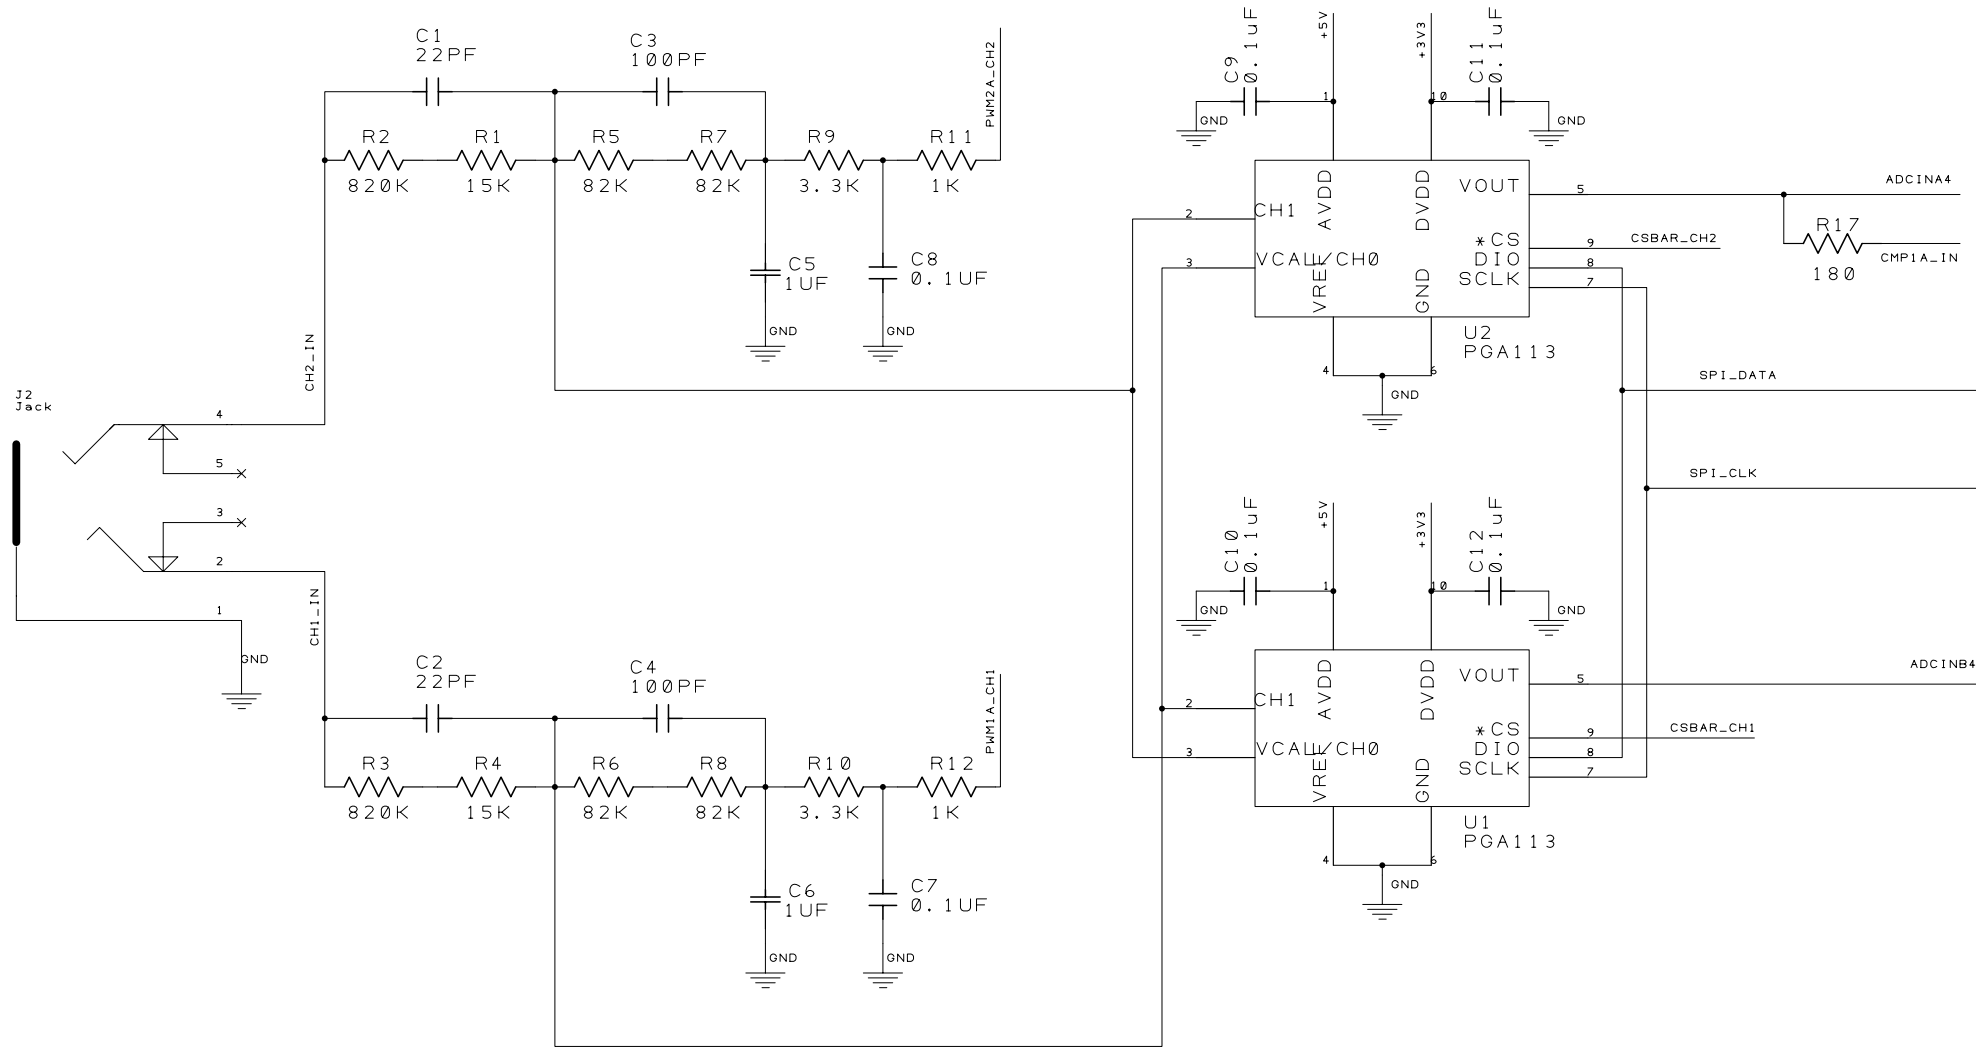 C1
22PF
C3
100PF
PWM2A_CH2
R2
820K
R1
15K
R5
82K
R7
82K
R9
3.3K
R11
1K
C5
1UF
GND
C8
0.1UF
GND
CH2_IN
J2
Jack
4
5
3
2
1
GND
CH1_IN
C2
22PF
C4
100PF
PWM1A_CH1
R3
820K
R4
15K
R6
82K
R8
82K
R10
3.3K
R12
1K
C6
1UF
GND
C7
0.1UF
GND
C9
0.1uF
GND
+5V
1
+3V3
10
C11
0.1uF
GND
2
CH1
3
VCAL/CH0
AVDD
DVDD
VREF
GND
VOUT
5
*CS
9
DIO
8
SCLK
7
U2
PGA113
4
6
GND
ADCINA4
R17
180
CMP1A_IN
CSBAR_CH2
SPI_DATA
SPI_CLK
C10
0.1uF
GND
+5V
1
+3V3
10
C12
0.1uF
GND
2
CH1
3
VCAL/CH0
AVDD
DVDD
VREF
GND
VOUT
5
*CS
9
DIO
8
SCLK
7
U1
PGA113
4
6
GND
ADCINB4
CSBAR_CH1